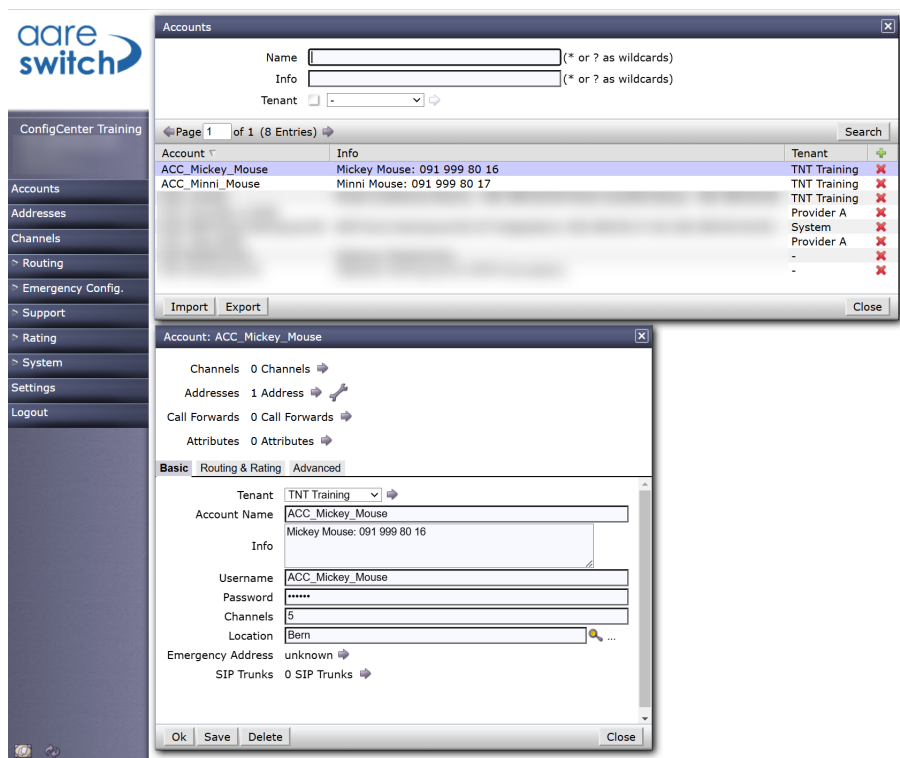 aare
switch
ConfigCenter Training
Accounts
Addresses
Channels
> Routing
> Emergency Config.
> Support
> Rating
> System
Settings
Logout
Accounts
Name (* or ? as wildcards)
Info (* or ? as wildcards)
Tenant -
Page 1 of 1 (8 Entries) Search
Account Info Tenant
ACC_Mickey_Mouse Mickey Mouse: 091 999 80 16 TNT Training
ACC_Minni_Mouse Minni Mouse: 091 999 80 17 TNT Training
TNT Training
Provider A
System
Provider A
-
-
Import Export Close
Account: ACC_Mickey_Mouse
Channels 0 Channels
Addresses 1 Address
Call Forwards 0 Call Forwards
Attributes 0 Attributes
Basic Routing & Rating Advanced
Tenant TNT Training
Account Name ACC_Mickey_Mouse
Info Mickey Mouse: 091 999 80 16
Username ACC_Mickey_Mouse
Password ••••••
Channels 5
Location Bern ...
Emergency Address unknown
SIP Trunks 0 SIP Trunks
Ok Save Delete Close